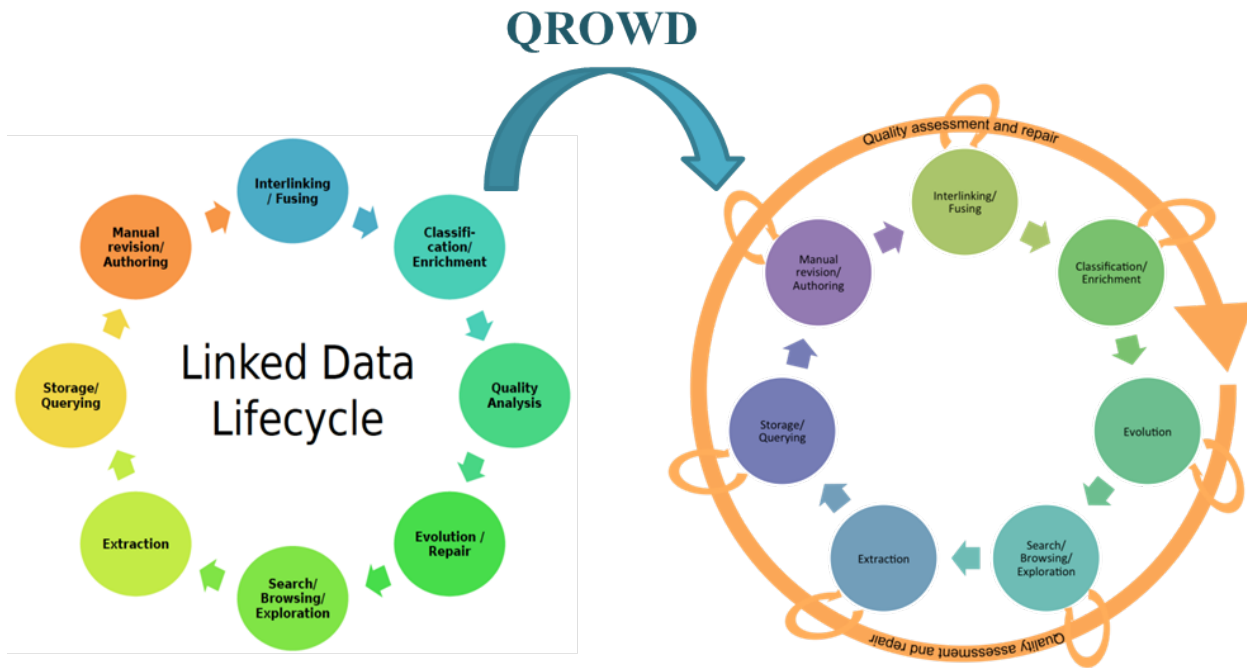 QROWD
Interlinking
/ Fusing
Classifi-
cation/
Enrichment
Quality
Analysis
Evolution /
Repair
Search/
Browsing/
Exploration
Extraction
Storage/
Querying
Manual
revision/
Authoring
Linked Data
Lifecycle
Quality assessment and repair
Interlinking/
Fusing
Classification/
Enrichment
Evolution
Search/
Browsing/
Exploration
Extraction
Storage/
Querying
Manual
revision/
Authoring
Quality assessment and repair